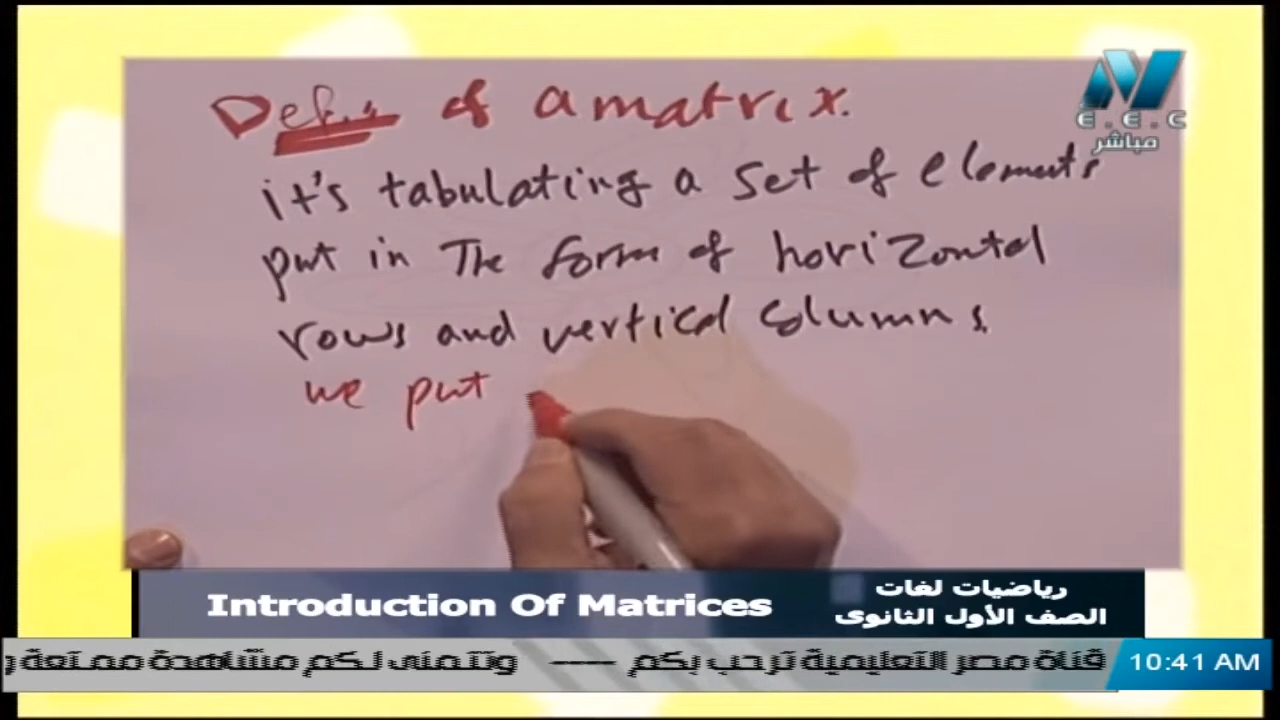 Defin of a matrix.
it's tabulating a set of elements
put in The form of horizontal
rows and vertical columns.
we put
E.E.C
مباشر
Introduction Of Matrices
رياضيات لغات
الصف الأول الثانوى
قناة مصر التعليمية ترحب بكم ---- وتتمنى لكم مشاهدة ممتعة
10:41 AM